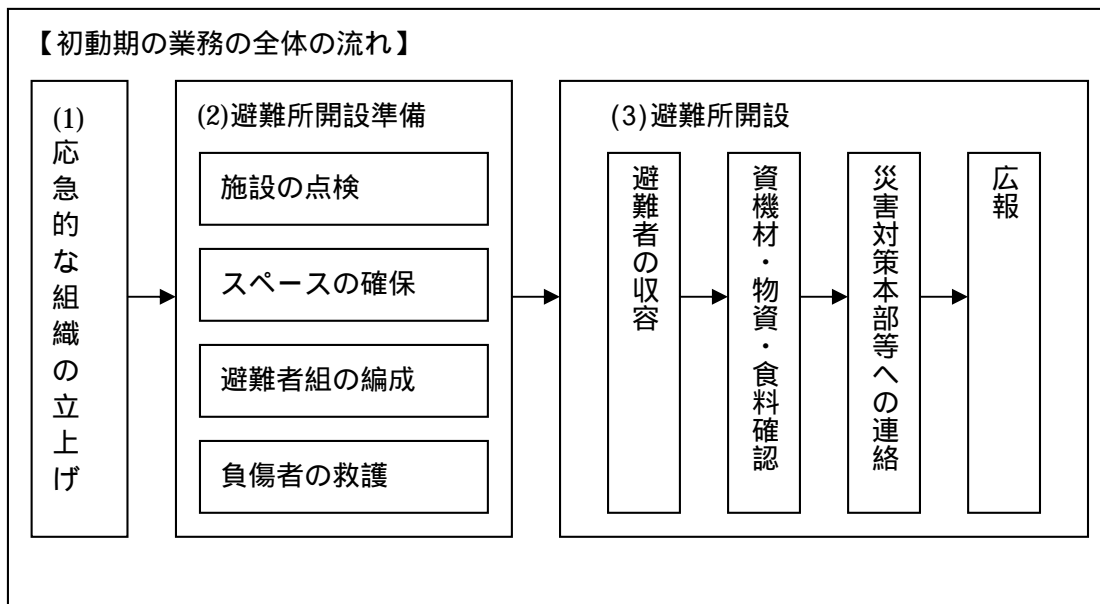 【初動期の業務の全体の流れ】
(1)応急的な組織の立上げ
(2)避難所開設準備
施設の点検
スペースの確保
避難者組の編成
負傷者の救護
(3)避難所開設
避難者の収容
資機材・物資・食料確認
災害対策本部等への連絡
広報